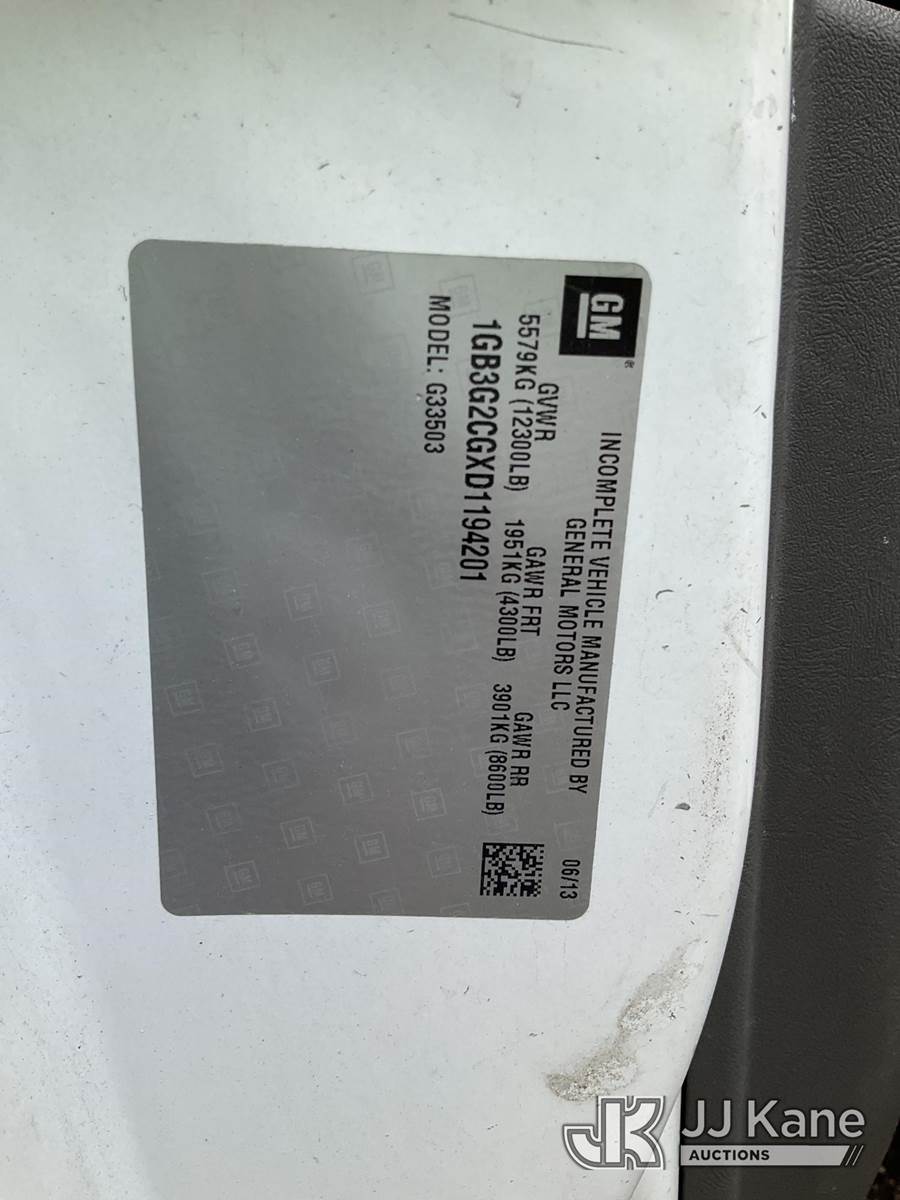 GM®
INCOMPLETE VEHICLE MANUFACTURED BY
GENERAL MOTORS LLC
06/13
GVWR GAWR FRT GAWR RR
5579KG (12300LB) 1951KG (4300LB) 3901KG (8600LB)
1GB3G2CGXD1194201
MODEL: G33503
JK JJ Kane
AUCTIONS